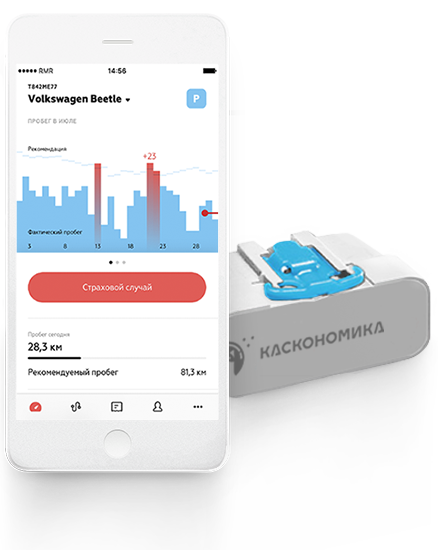 RMR
14:56
T842ME77
Volkswagen Beetle
P
ПРОБЕГ В ИЮЛЕ
Рекомендация
+23
Фактический пробег
3 8 13 18 23 28
Страховой случай
Пробег сегодня
28,3 км
Рекомендуемый пробег 81,3 км
КАСКОНОМИКА